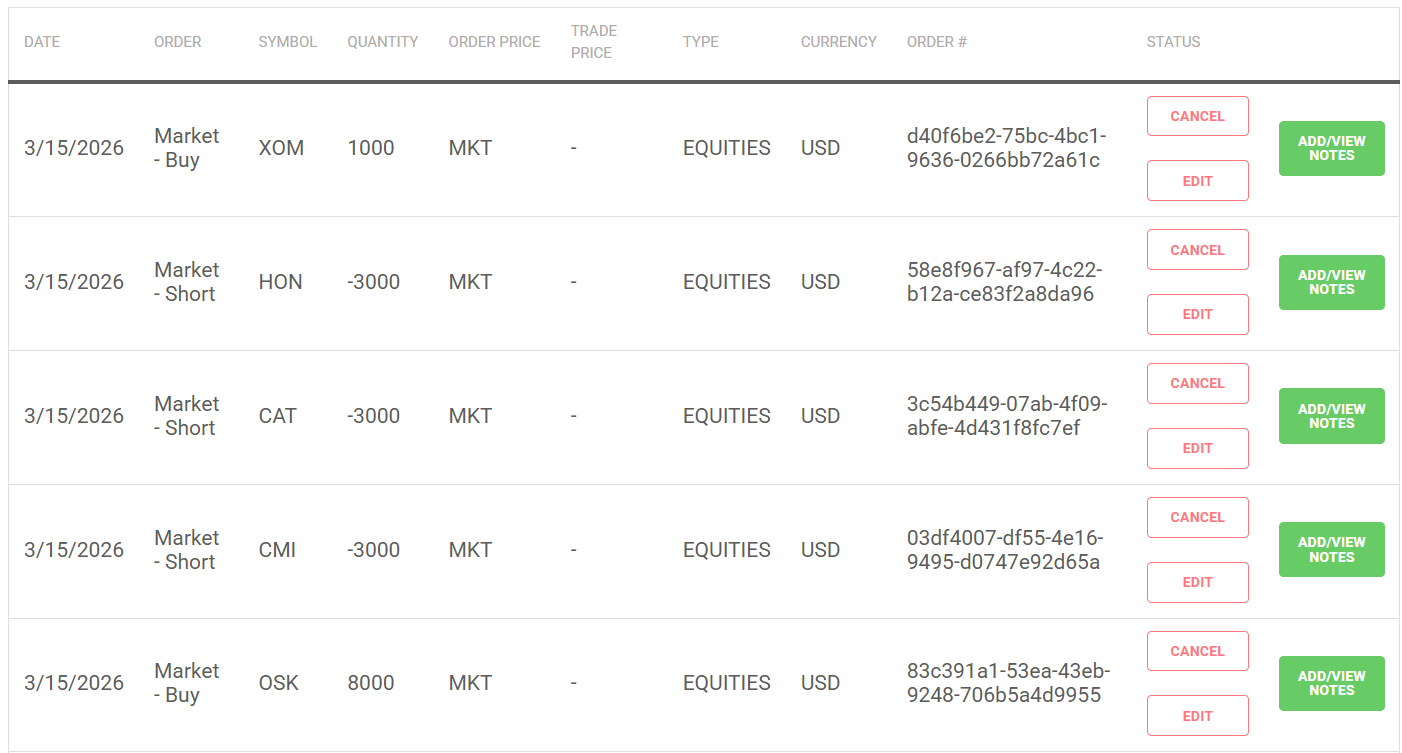 DATE ORDER SYMBOL QUANTITY ORDER PRICE TRADE PRICE TYPE CURRENCY ORDER # STATUS
3/15/2026 Market - Buy XOM 1000 MKT - EQUITIES USD d40f6be2-75bc-4bc1-9636-0266bb72a61c CANCEL EDIT ADD/VIEW NOTES
3/15/2026 Market - Short HON -3000 MKT - EQUITIES USD 58e8f967-af97-4c22-b12a-ce83f2a8da96 CANCEL EDIT ADD/VIEW NOTES
3/15/2026 Market - Short CAT -3000 MKT - EQUITIES USD 3c54b449-07ab-4f09-abfe-4d431f8fc7ef CANCEL EDIT ADD/VIEW NOTES
3/15/2026 Market - Short CMI -3000 MKT - EQUITIES USD 03df4007-df55-4e16-9495-d0747e92d65a CANCEL EDIT ADD/VIEW NOTES
3/15/2026 Market - Buy OSK 8000 MKT - EQUITIES USD 83c391a1-53ea-43eb-9248-706b5a4d9955 CANCEL EDIT ADD/VIEW NOTES